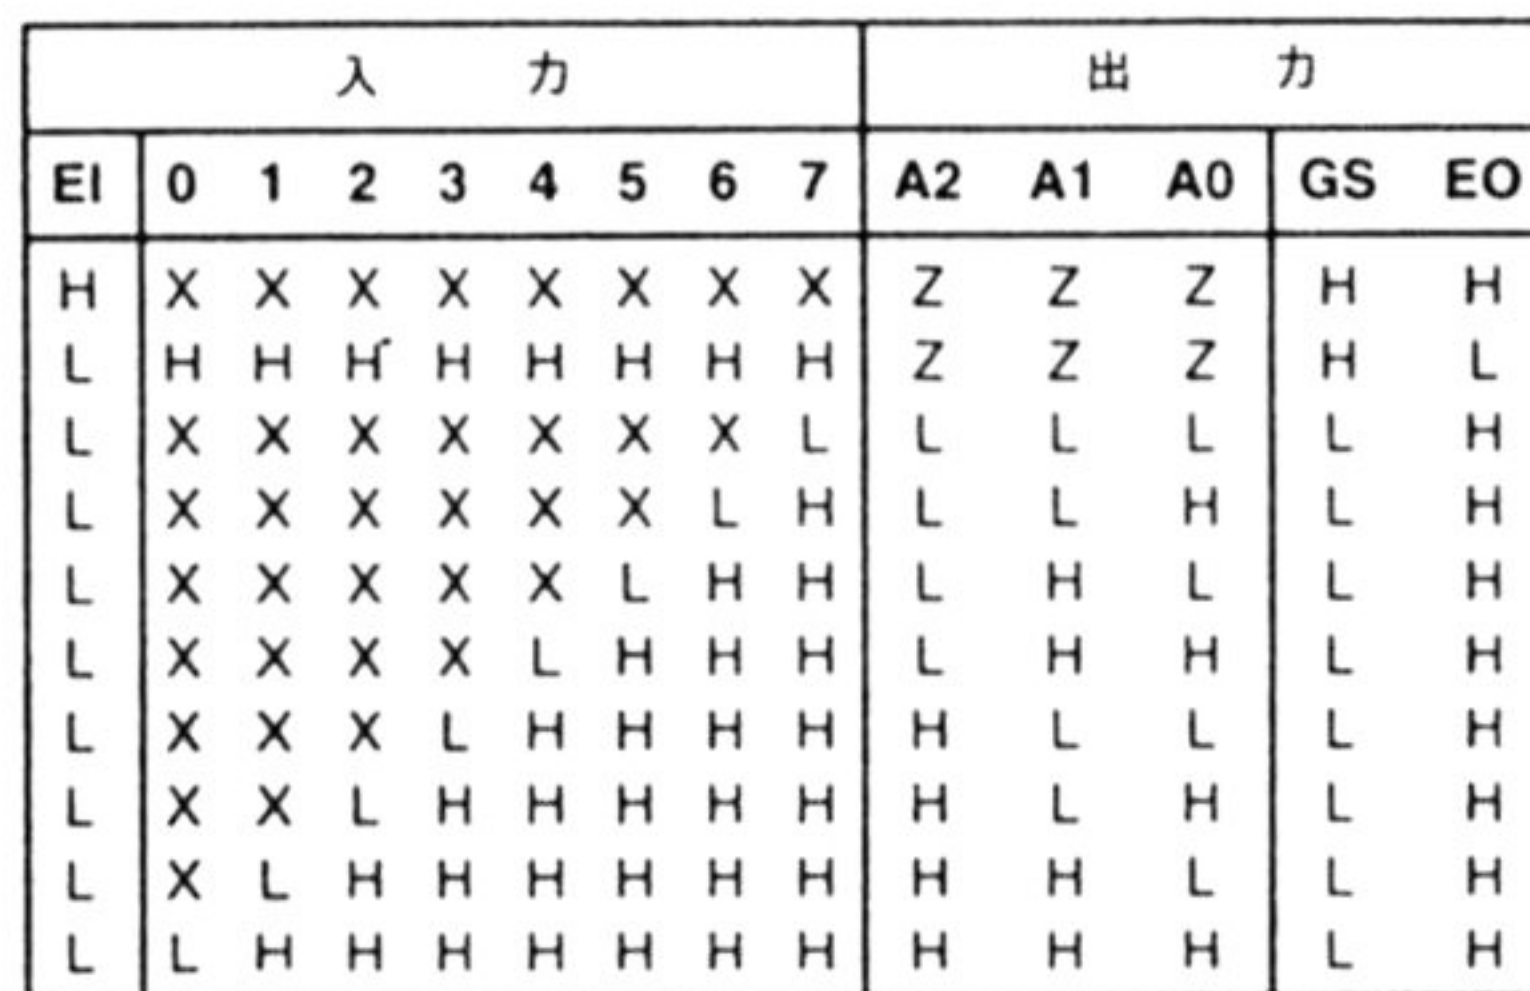 入力 出力
EI 0 1 2 3 4 5 6 7 A2 A1 A0 GS EO
H X X X X X X X X Z Z Z H H
L H H H H H H H H Z Z Z H L
L X X X X X X X L L L L L H
L X X X X X X L H L L H L H
L X X X X X L H H L H L L H
L X X X X L H H H L H H L H
L X X X L H H H H H L L L H
L X X L H H H H H H L H L H
L X L H H H H H H H H L L H
L L H H H H H H H H H H L H